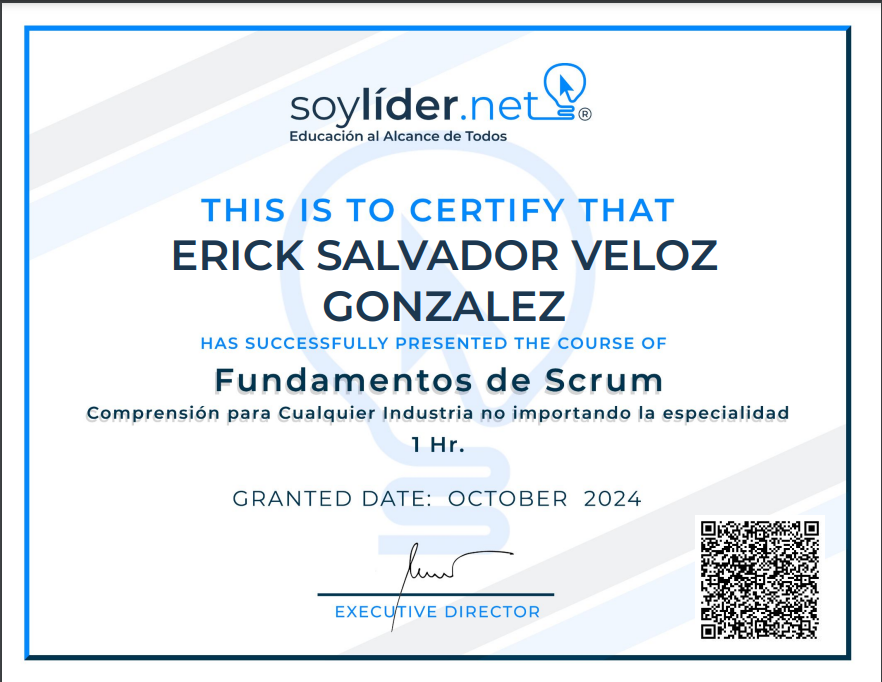 soylíder.net®
Educación al Alcance de Todos
THIS IS TO CERTIFY THAT
ERICK SALVADOR VELOZ
GONZALEZ
HAS SUCCESSFULLY PRESENTED THE COURSE OF
Fundamentos de Scrum
Comprensión para Cualquier Industria no importando la especialidad
1 Hr.
GRANTED DATE: OCTOBER 2024
EXECUTIVE DIRECTOR